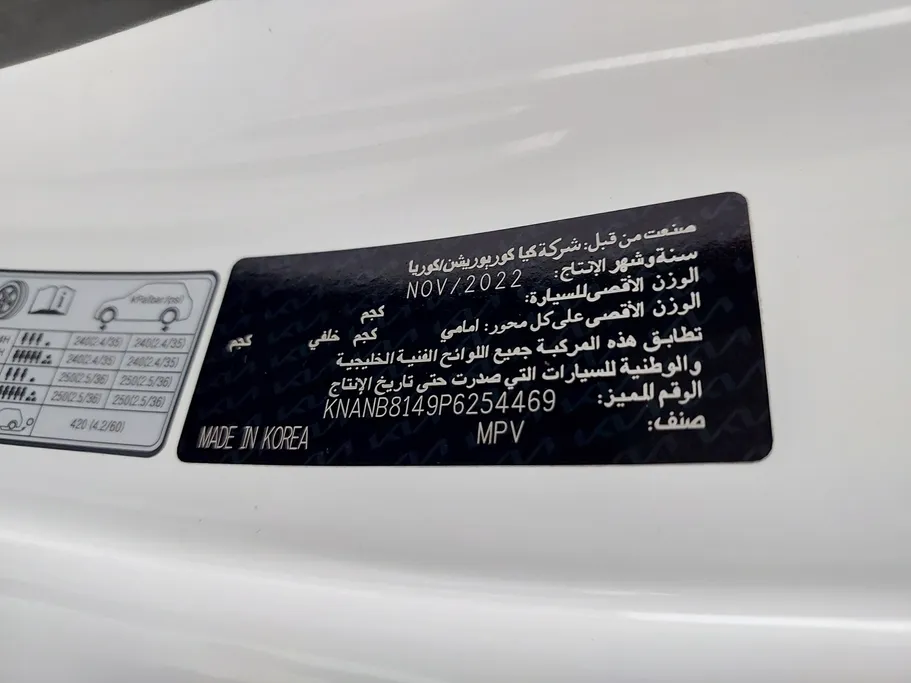 صنعت من قبل: شركة كيا كوربوريشن/كوريا
سنة وشهر الإنتاج: NOV/2022
الوزن الأقصى للسيارة: كجم
الوزن الأقصى على كل محور: امامي كجم خلفي كجم
تطابق هذه المركبة جميع اللوائح الفنية الخليجية
والوطنية للسيارات التي صدرت حتى تاريخ الإنتاج
الرقم المميز: KNANB8149P6254469
صنف: MPV
MADE IN KOREA
kPa(bar/psi)
240(2.4/35) 240(2.4/35)
240(2.4/35) 240(2.4/35)
250(2.5/36) 250(2.5/36)
250(2.5/36) 250(2.5/36)
420 (4.2/60)